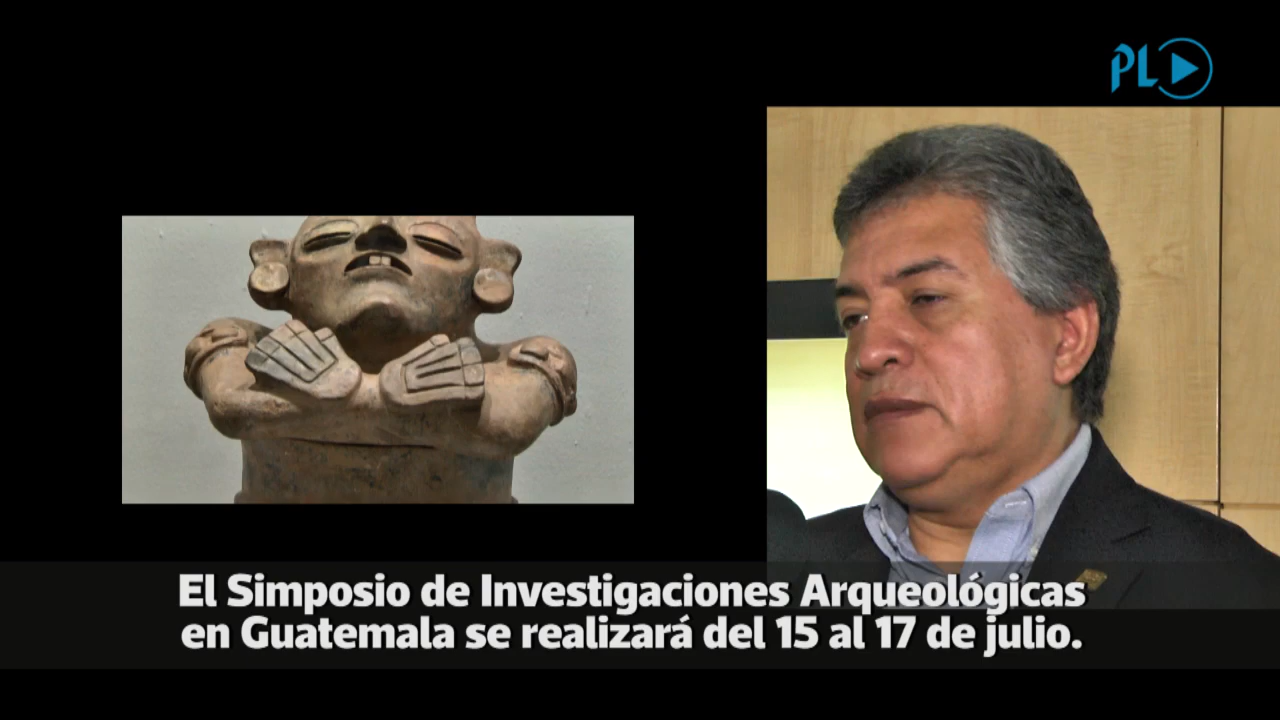 PL
El Simposio de Investigaciones Arqueológicas
en Guatemala se realizará del 15 al 17 de julio.